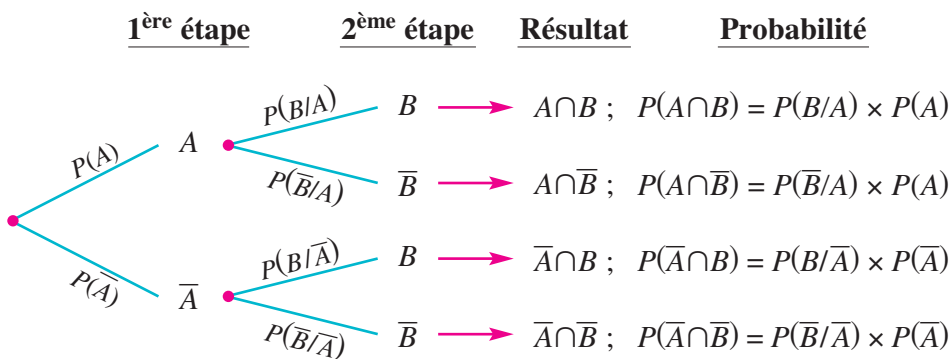 1ère étape 2ème étape Résultat Probabilité
P(B/A) B A∩B ; P(A∩B) = P(B/A) × P(A)
P(A) A
P(B̅/A) B̅ A∩B̅ ; P(A∩B̅) = P(B̅/A) × P(A)
P(B/A̅) B A̅∩B ; P(A̅∩B) = P(B/A̅) × P(A̅)
P(A̅) A̅
P(B̅/A̅) B̅ A̅∩B̅ ; P(A̅∩B̅) = P(B̅/A̅) × P(A̅)